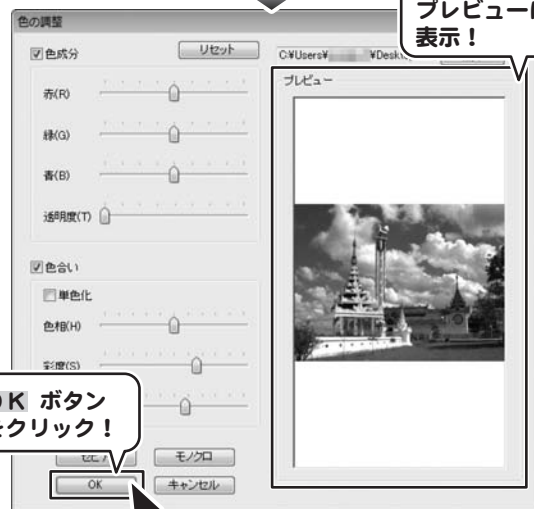 プレビューに
表示！
色の調整
色成分
リセット
C:¥Users¥ ¥Desk
プレビュー
赤(R)
緑(G)
青(B)
透明度(T)
色合い
単色化
色相(H)
彩度(S)
OK ボタン
をクリック！
モノクロ
OK
キャンセル